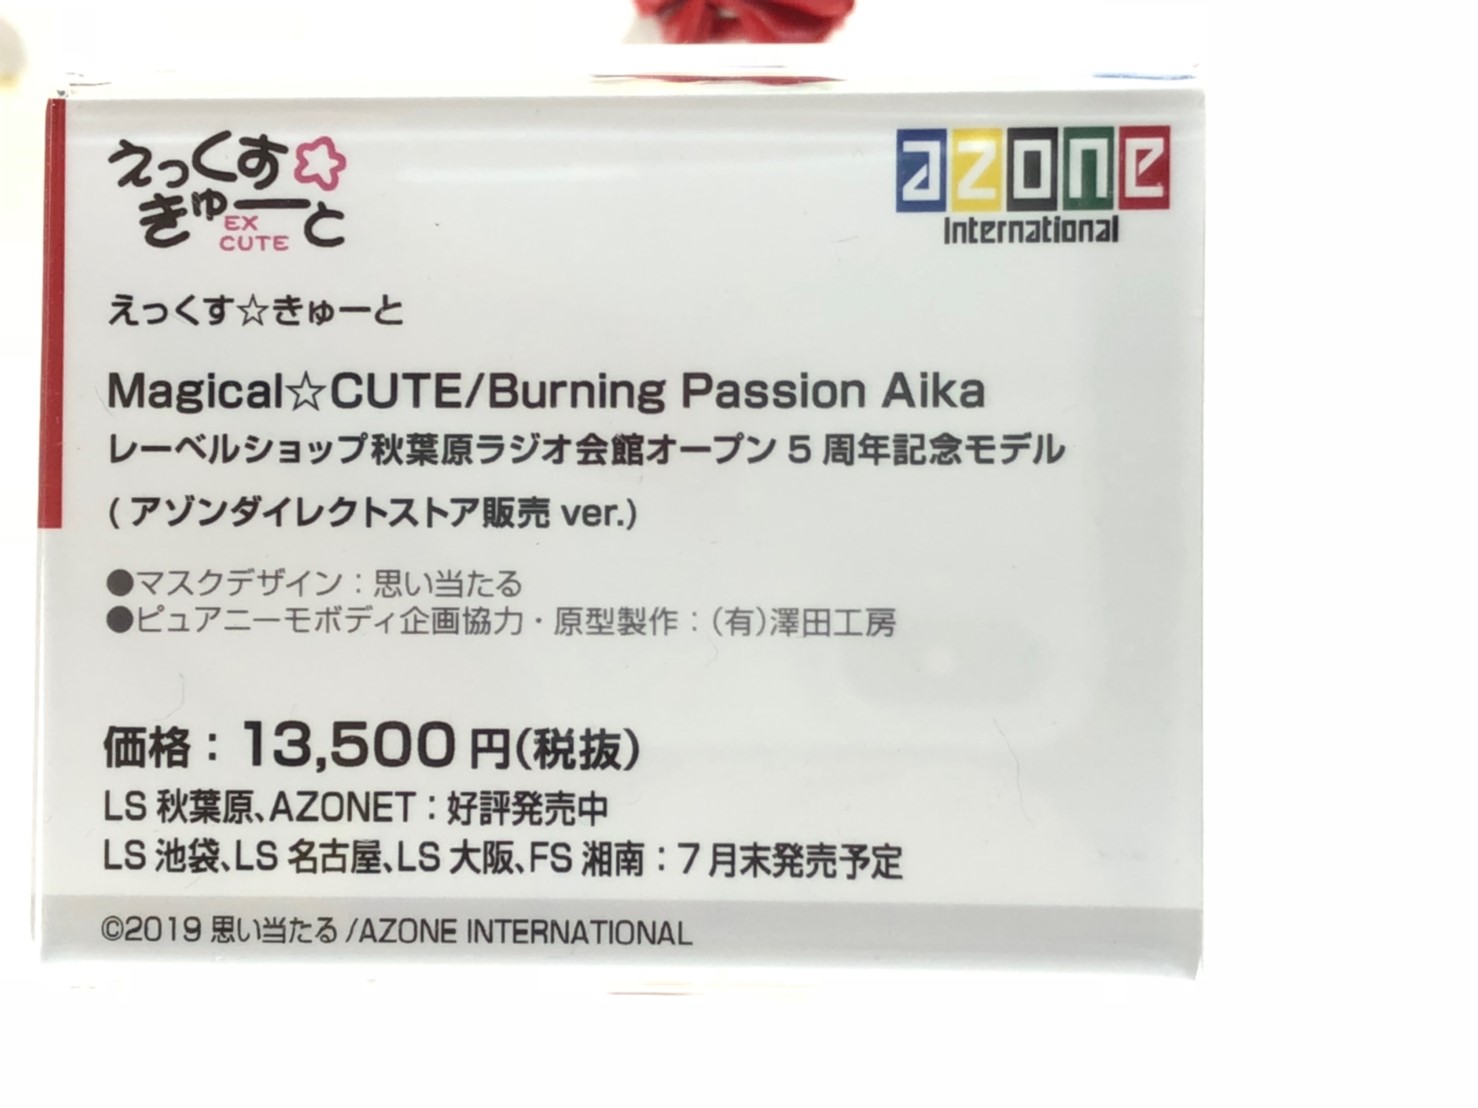 えっくす☆
きゅーと
EX
CUTE
azone
International
えっくす☆きゅーと
Magical☆CUTE/Burning Passion Aika
レーベルショップ秋葉原ラジオ会館オープン 5 周年記念モデル
( アゾンダイレクトストア販売 ver.)
●マスクデザイン：思い当たる
●ピュアニーモボディ企画協力・原型製作：(有)澤田工房
価格：13,500 円(税抜)
LS 秋葉原、AZONET：好評発売中
LS 池袋、LS 名古屋、LS 大阪、FS 湘南：7 月末発売予定
©2019 思い当たる /AZONE INTERNATIONAL